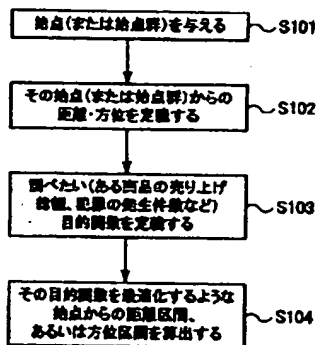 始点(または始点群)を与える
S101
その始点(または始点群)からの
距離・方位を定義する
S102
調べたい(ある商品の売り上げ
総額、犯罪の発生件数など)
目的関数を定義する
S103
その目的関数を最適化するような
始点からの距離区間、
あるいは方位区間を算出する
S104